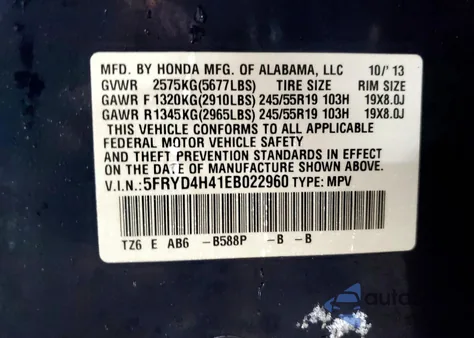 MFD. BY HONDA MFG. OF ALABAMA, LLC 10/'13
GVWR 2575KG(5677LBS) TIRE SIZE RIM SIZE
GAWR F 1320KG(2910LBS) 245/55R19 103H 19X8.0J
GAWR R 1345KG(2965LBS) 245/55R19 103H 19X8.0J
THIS VEHICLE CONFORMS TO ALL APPLICABLE
FEDERAL MOTOR VEHICLE SAFETY
AND THEFT PREVENTION STANDARDS IN EFFECT
ON THE DATE OF MANUFACTURE SHOWN ABOVE.
V.I.N.: 5FRYD4H41EB022960 TYPE: MPV
TZ6 E AB6 -B588P -B -B